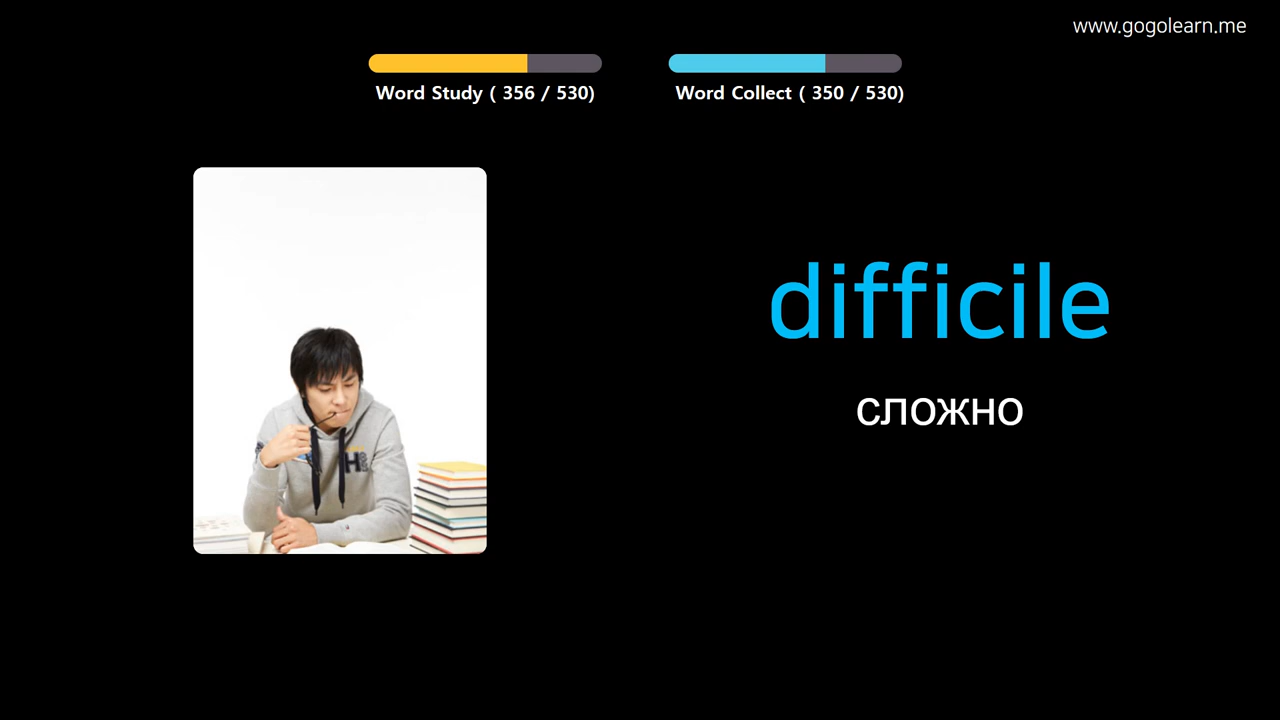 www.gogolearn.me
Word Study ( 356 / 530)
Word Collect ( 350 / 530)
difficile
сложно
H